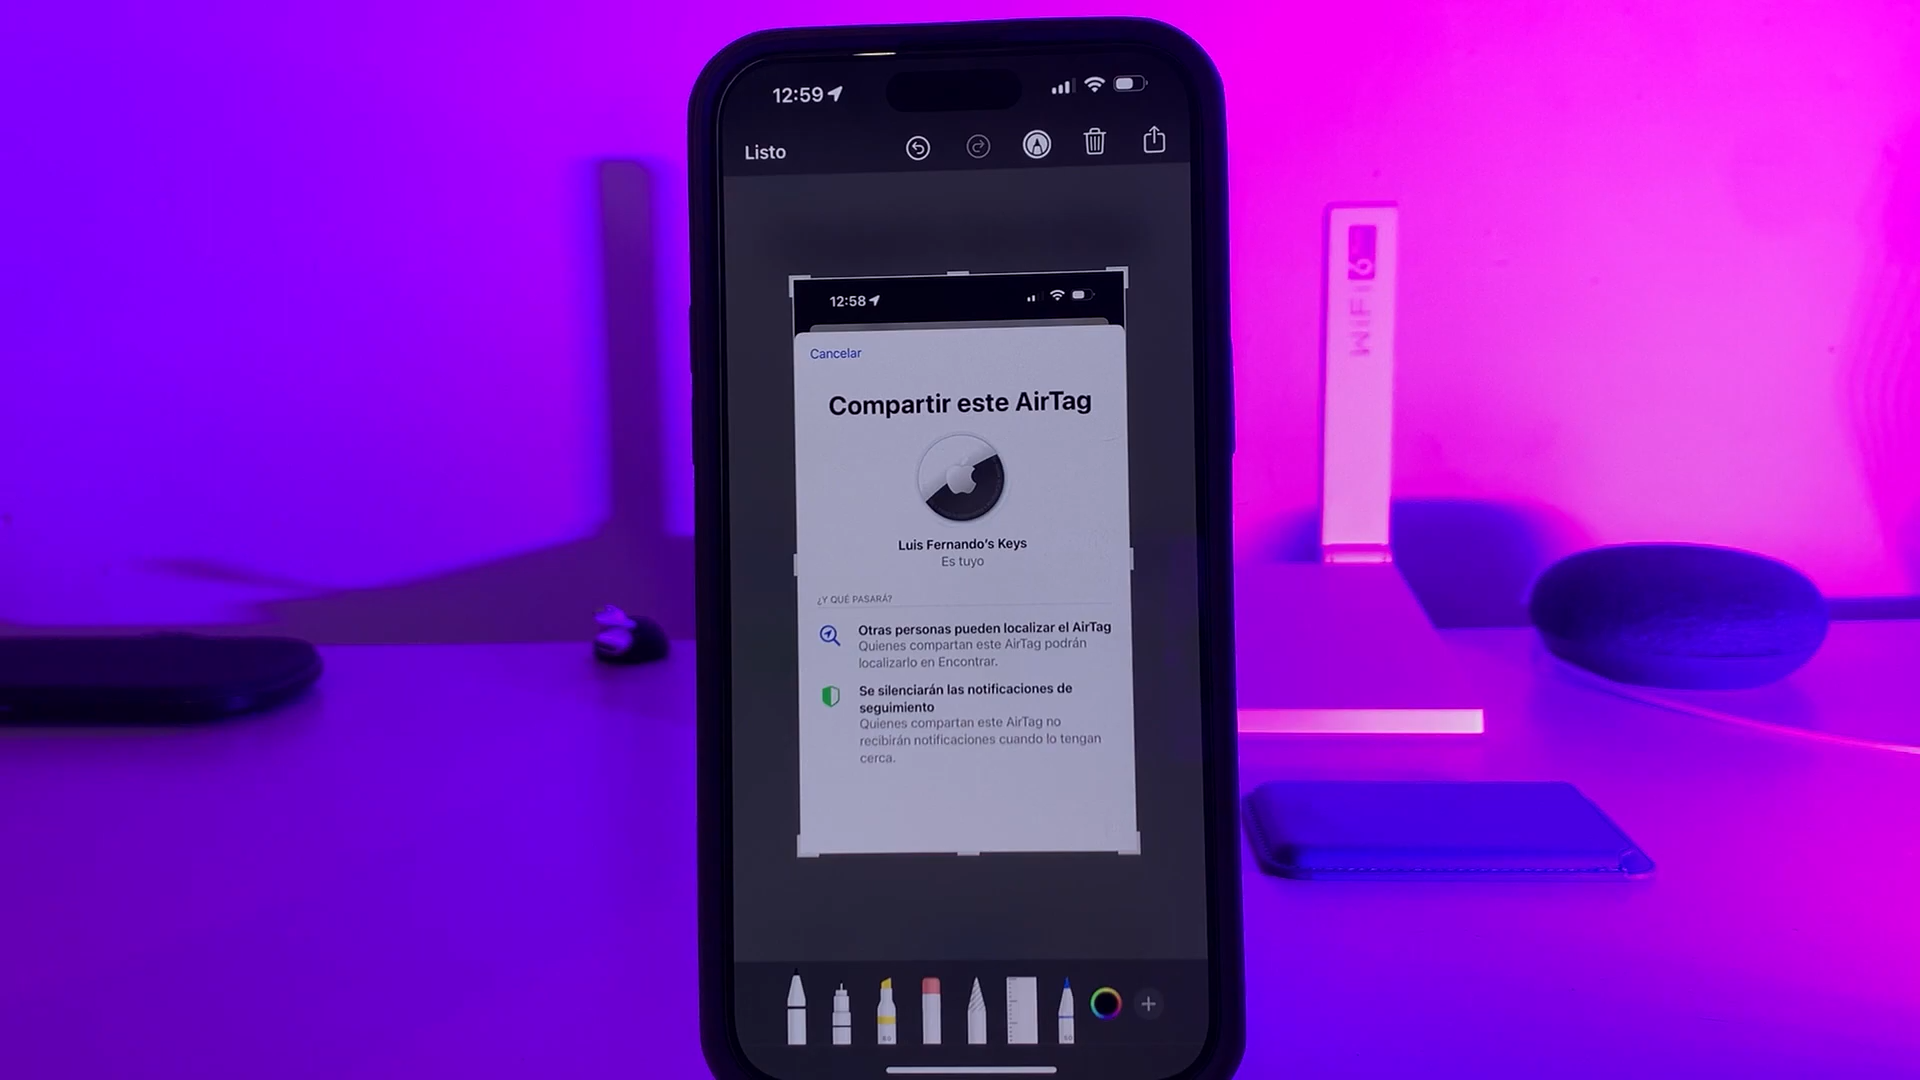 12:59
Listo
12:58
Cancelar
Compartir este AirTag
Luis Fernando's Keys
Es tuyo
¿Y QUÉ PASARÁ?
Otras personas pueden localizar el AirTag
Quienes compartan este AirTag podrán
localizarlo en Encontrar.
Se silenciarán las notificaciones de
seguimiento
Quienes compartan este AirTag no
recibirán notificaciones cuando lo tengan
cerca.
WiFi 6